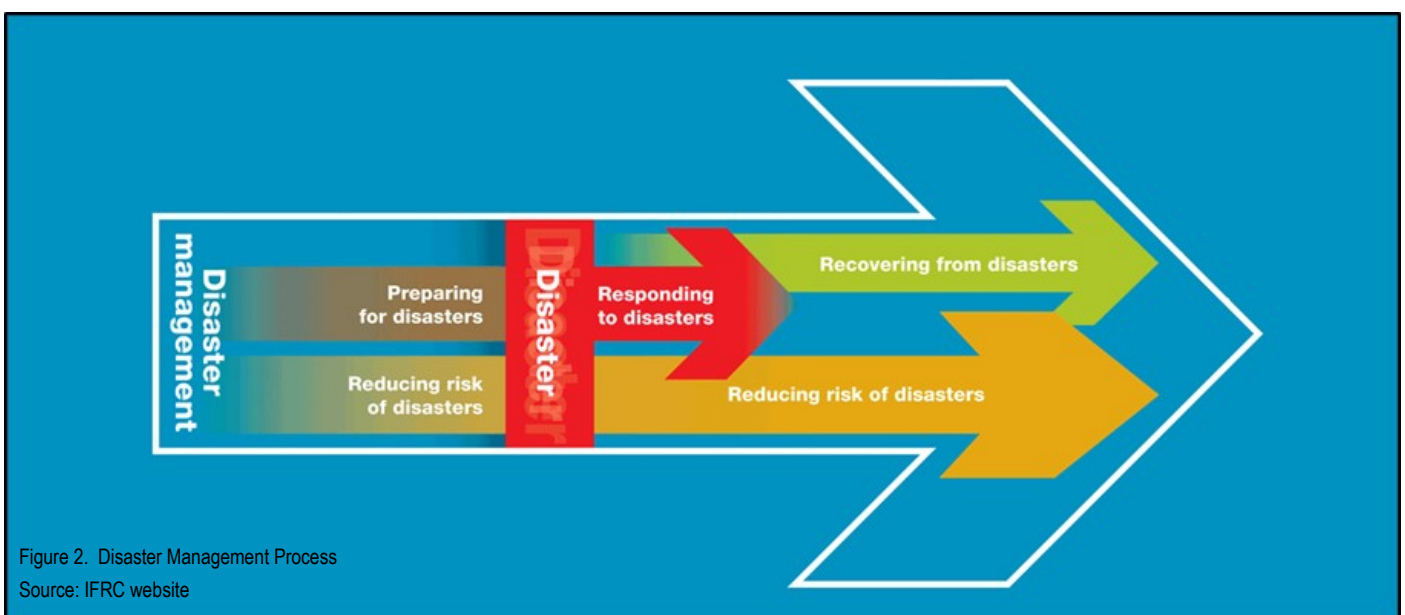 Disaster
management
Preparing
for disasters
Reducing risk
of disasters
Disaster
Responding
to disasters
Recovering from disasters
Reducing risk of disasters
Figure 2. Disaster Management Process
Source: IFRC website